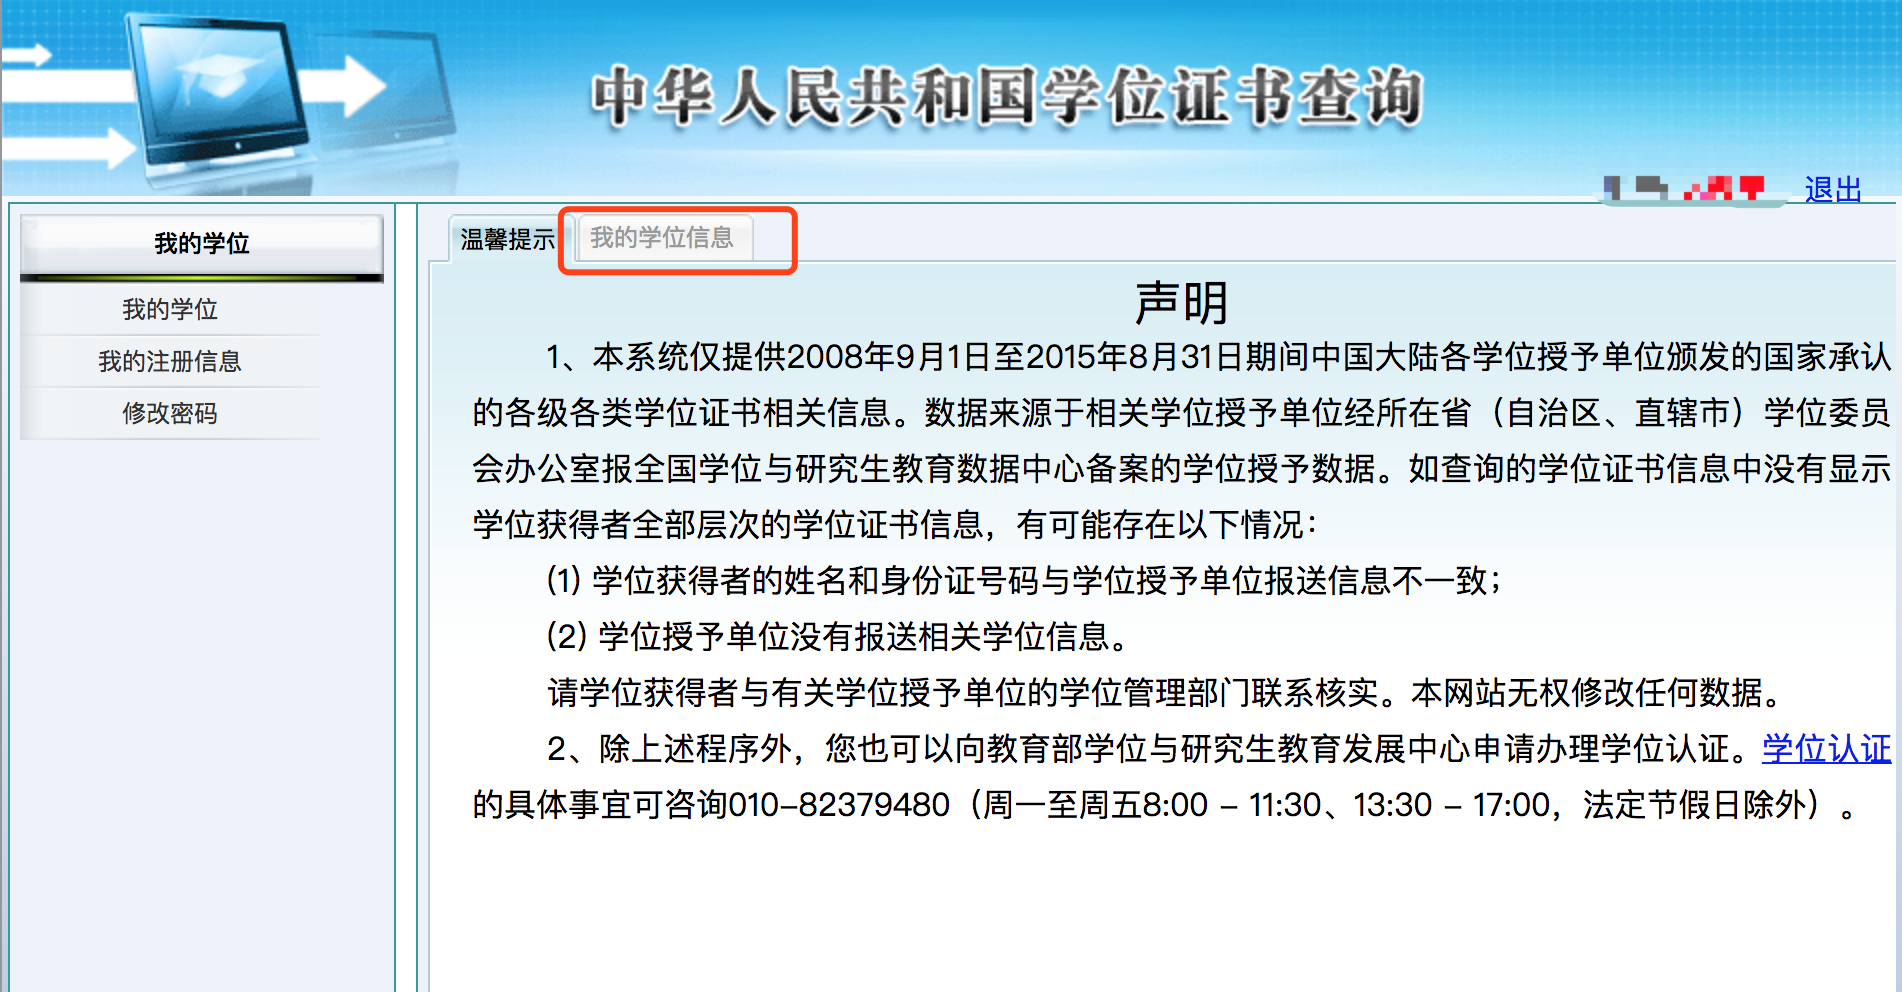 中华人民共和国学位证书查询
退出
我的学位
我的学位
我的注册信息
修改密码
温馨提示
我的学位信息
声明
1、本系统仅提供2008年9月1日至2015年8月31日期间中国大陆各学位授予单位颁发的国家承认
的各级各类学位证书相关信息。数据来源于相关学位授予单位经所在省（自治区、直辖市）学位委员
会办公室报全国学位与研究生教育数据中心备案的学位授予数据。如查询的学位证书信息中没有显示
学位获得者全部层次的学位证书信息，有可能存在以下情况：
(1) 学位获得者的姓名和身份证号码与学位授予单位报送信息不一致；
(2) 学位授予单位没有报送相关学位信息。
请学位获得者与有关学位授予单位的学位管理部门联系核实。本网站无权修改任何数据。
2、除上述程序外，您也可以向教育部学位与研究生教育发展中心申请办理学位认证。学位认证
的具体事宜可咨询010-82379480（周一至周五8:00 - 11:30、13:30 - 17:00，法定节假日除外）。